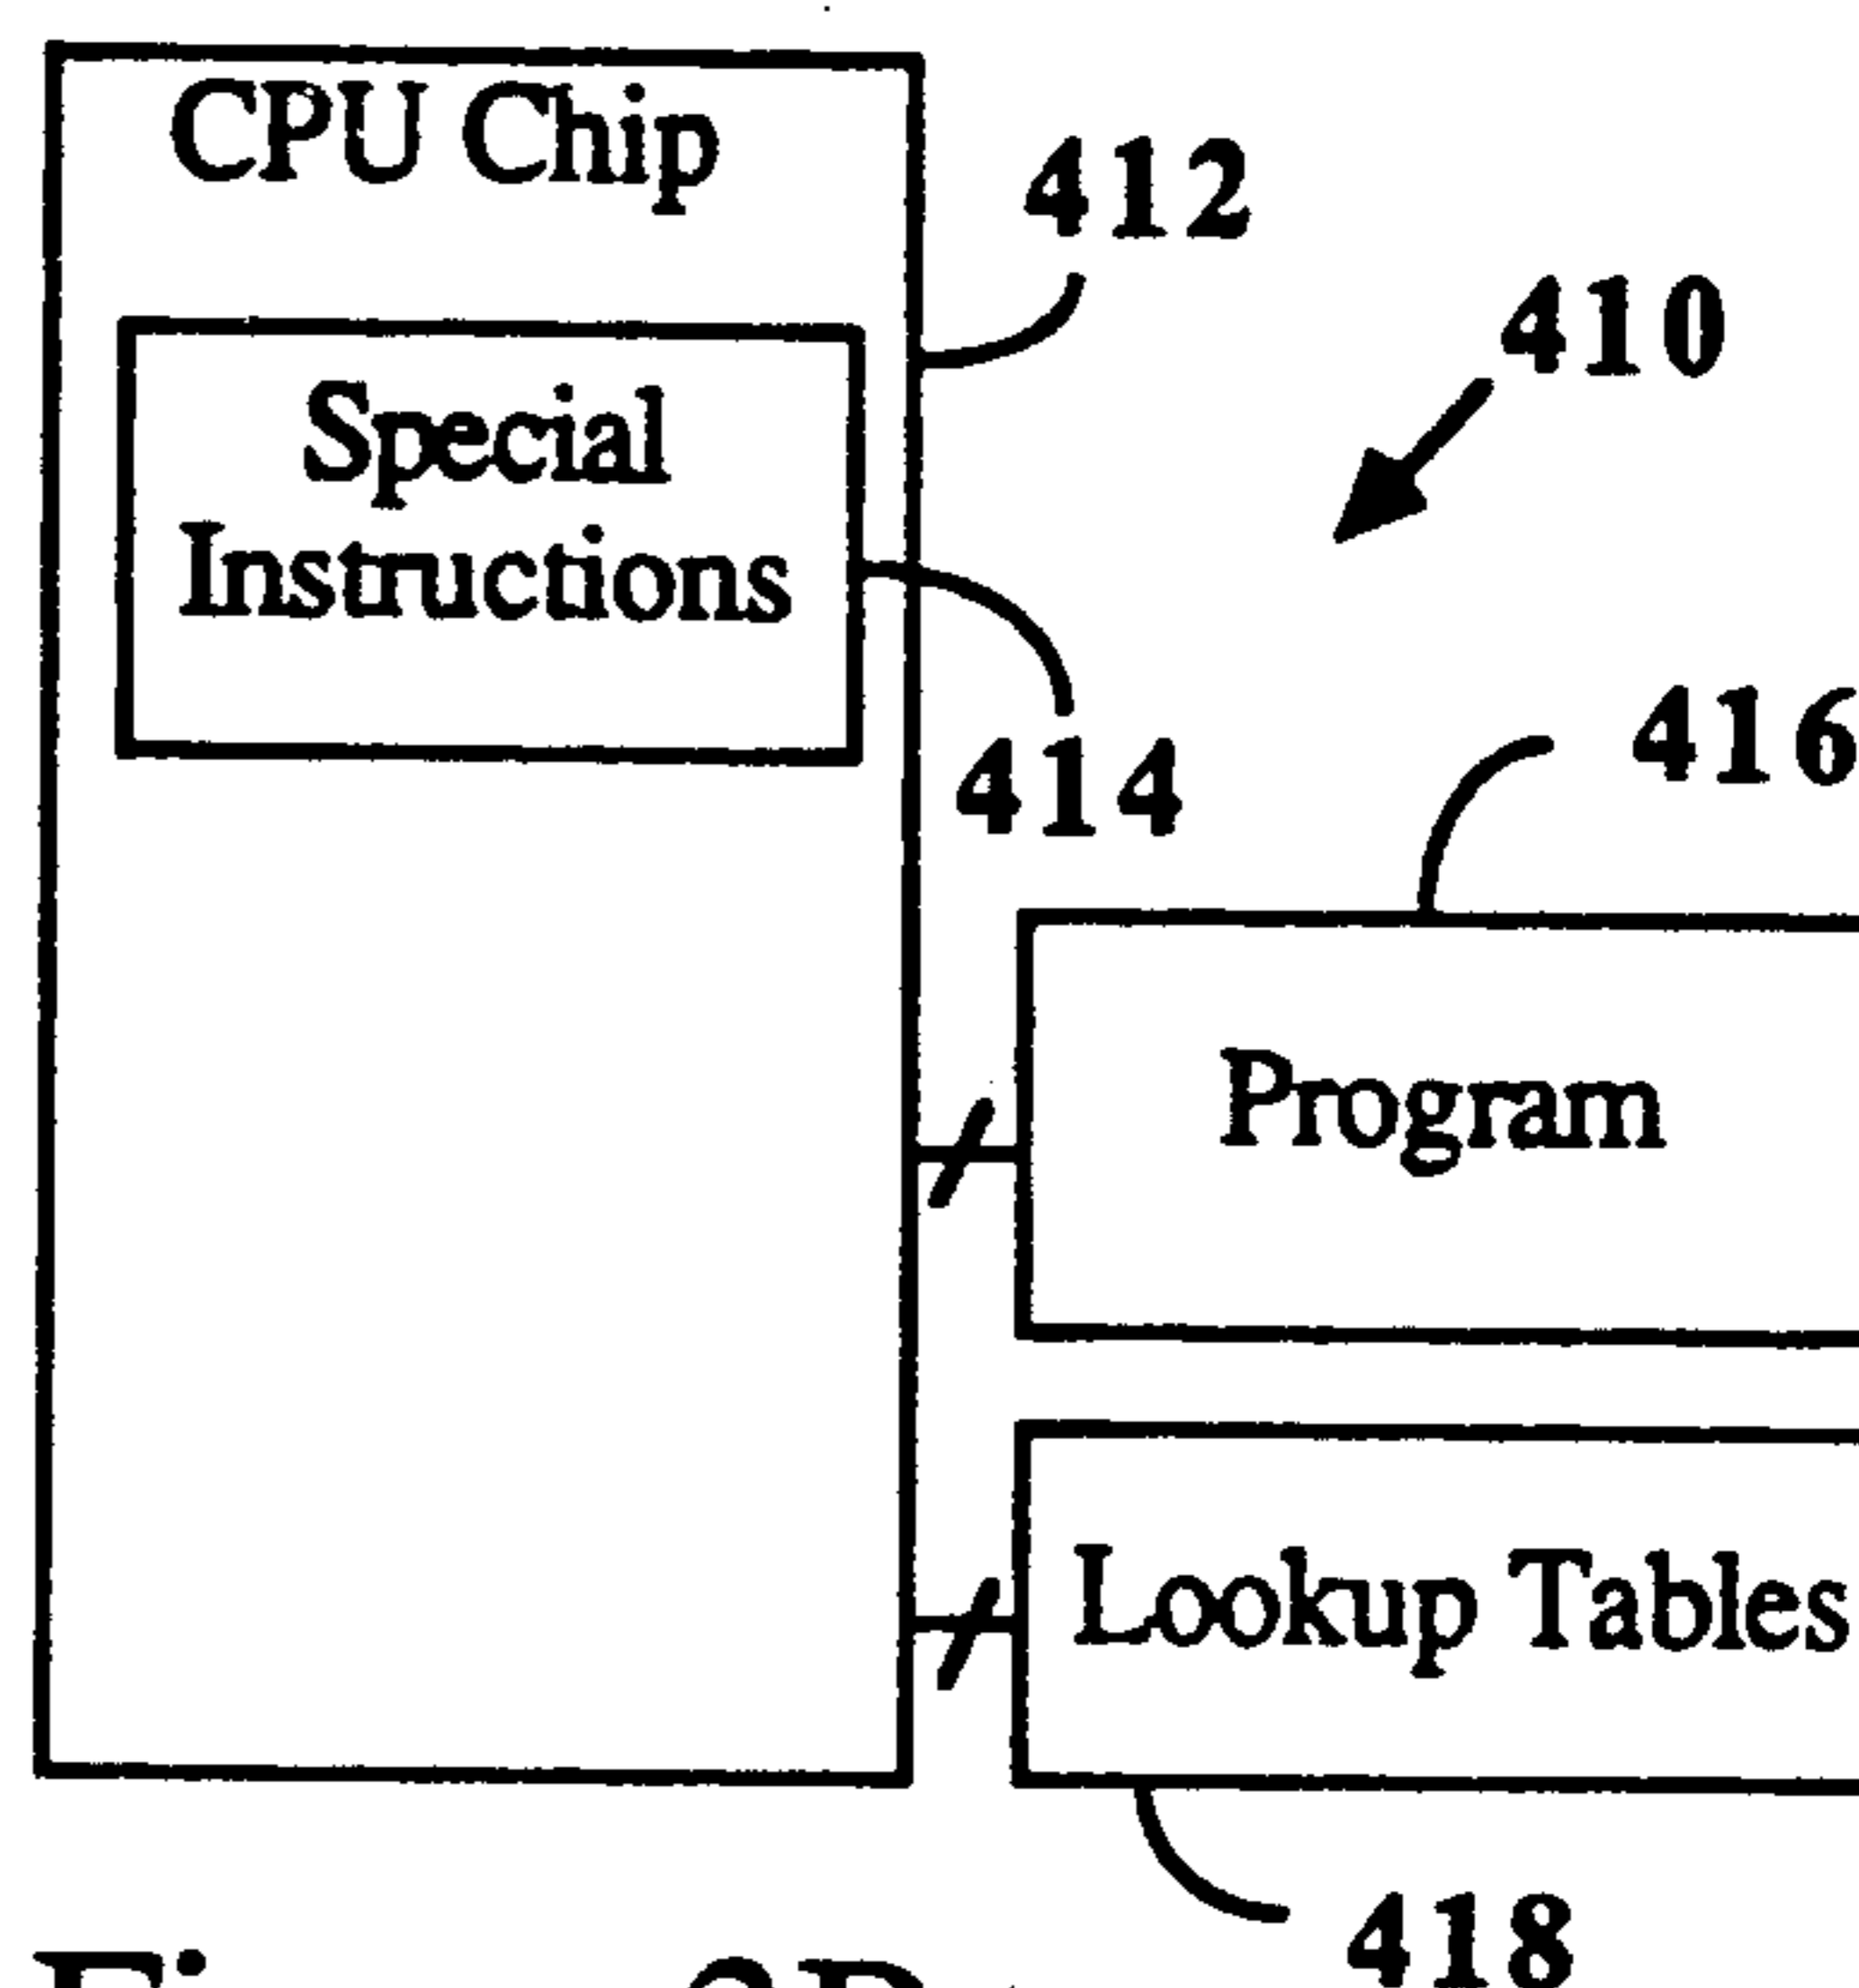 CPU Chip
412
410
Special
Instructions
414
416
Program
Lookup Tables
418